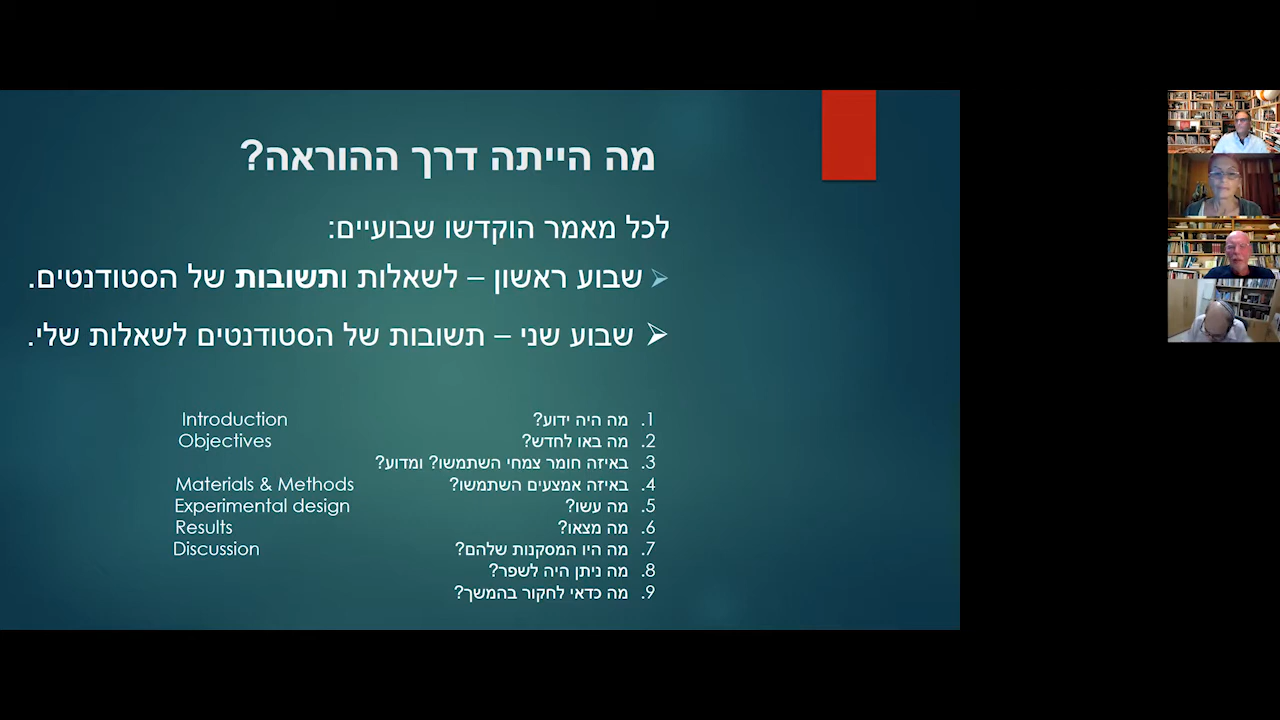 מה הייתה דרך ההוראה?
לכל מאמר הוקדשו שבועיים:
שבוע ראשון – לשאלות ותשובות של הסטודנטים.
שבוע שני – תשובות של הסטודנטים לשאלות שלי.
1. מה היה ידוע? Introduction
2. מה באו לחדש? Objectives
3. באיזה חומר צמחי השתמשו? ומדוע?
4. באיזה אמצעים השתמשו? Materials & Methods
5. מה עשו? Experimental design
6. מה מצאו? Results
7. מה היו המסקנות שלהם? Discussion
8. מה ניתן היה לשפר?
9. מה כדאי לחקור בהמשך?